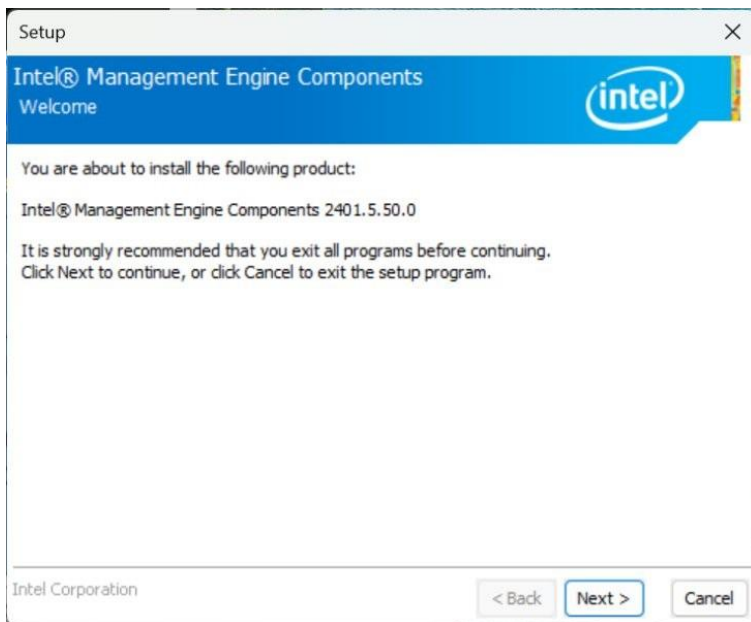 Setup
Intel® Management Engine Components
Welcome
intel
You are about to install the following product:
Intel® Management Engine Components 2401.5.50.0
It is strongly recommended that you exit all programs before continuing.
Click Next to continue, or click Cancel to exit the setup program.
Intel Corporation
< Back Next > Cancel